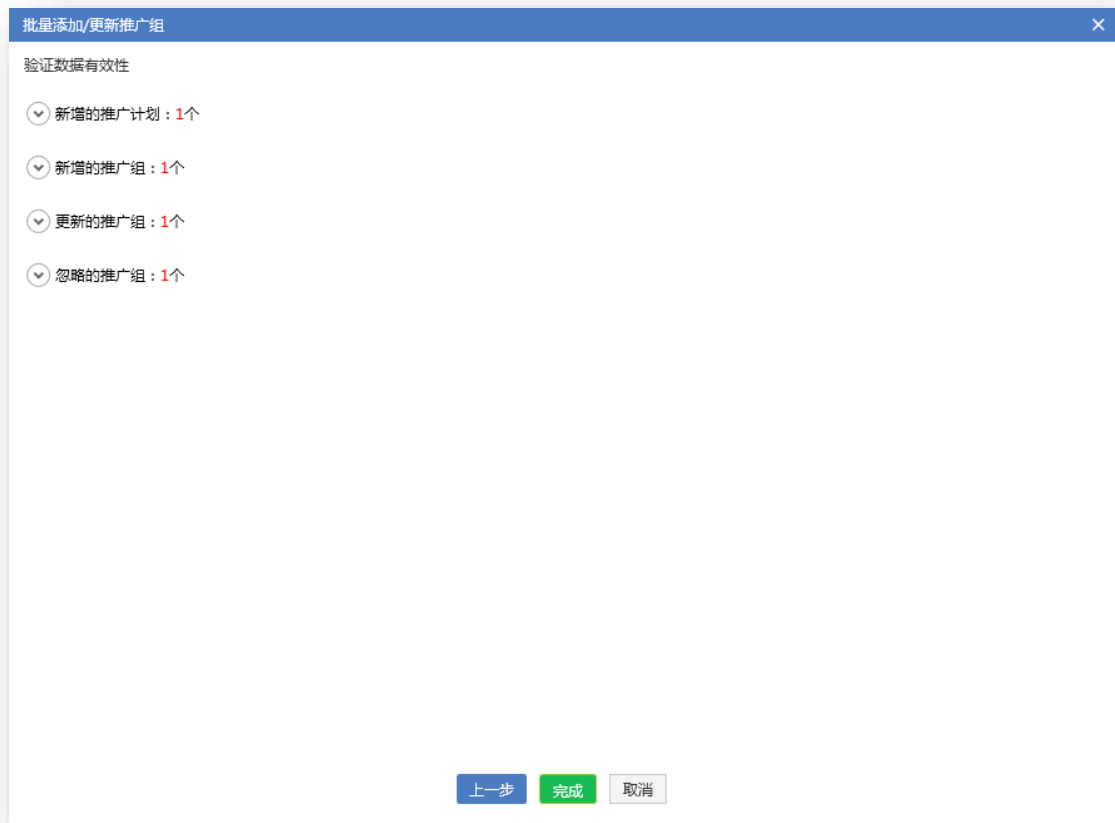 批量添加/更新推广组
验证数据有效性
新增的推广计划：1个
新增的推广组：1个
更新的推广组：1个
忽略的推广组：1个
上一步 完成 取消